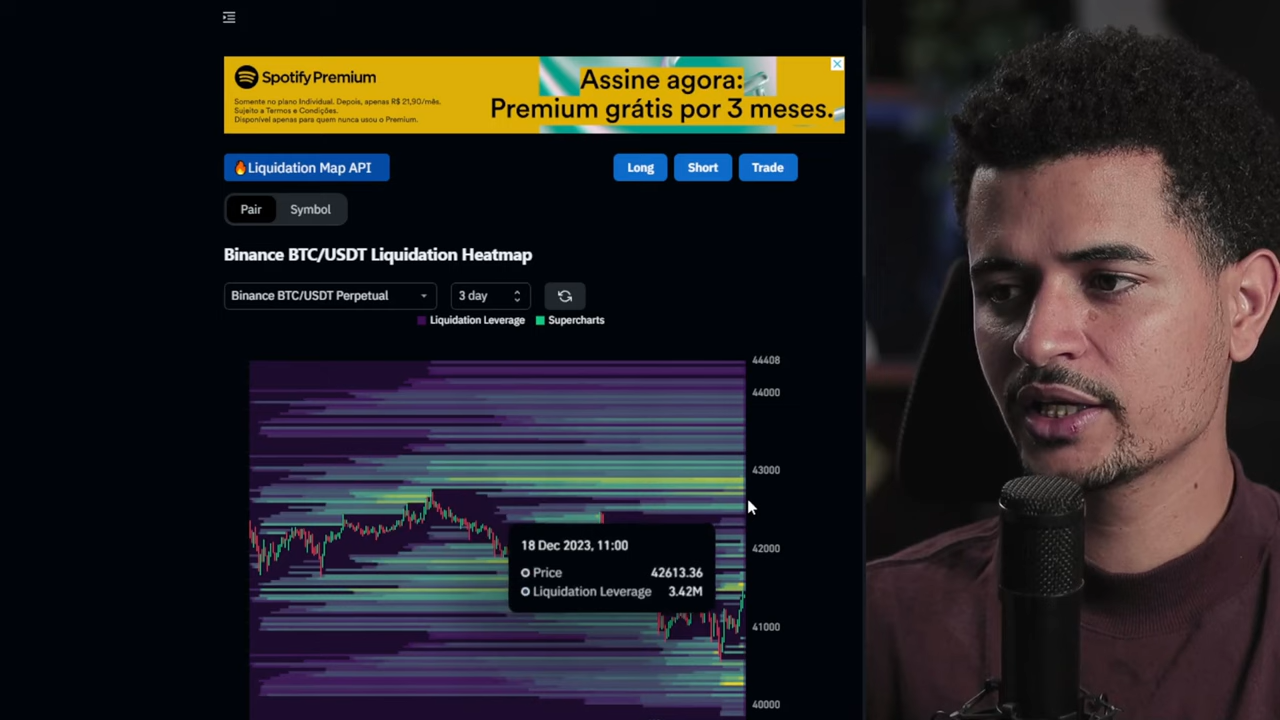 Spotify Premium
Somente no plano Individual. Depois, apenas R$ 21,90/mês.
Sujeito a Termos e Condições.
Disponível apenas para quem nunca usou o Premium.
Assine agora:
Premium grátis por 3 meses.
🔥Liquidation Map API
Long
Short
Trade
Pair
Symbol
Binance BTC/USDT Liquidation Heatmap
Binance BTC/USDT Perpetual
3 day
Liquidation Leverage
Supercharts
44408
44000
43000
42000
41000
40000
18 Dec 2023, 11:00
Price 42613.36
Liquidation Leverage 3.42M